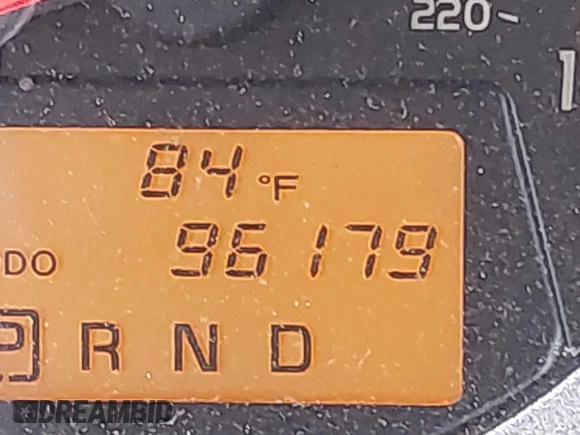 220-
84 °F
DO 96179
P R N D
DREAMBID